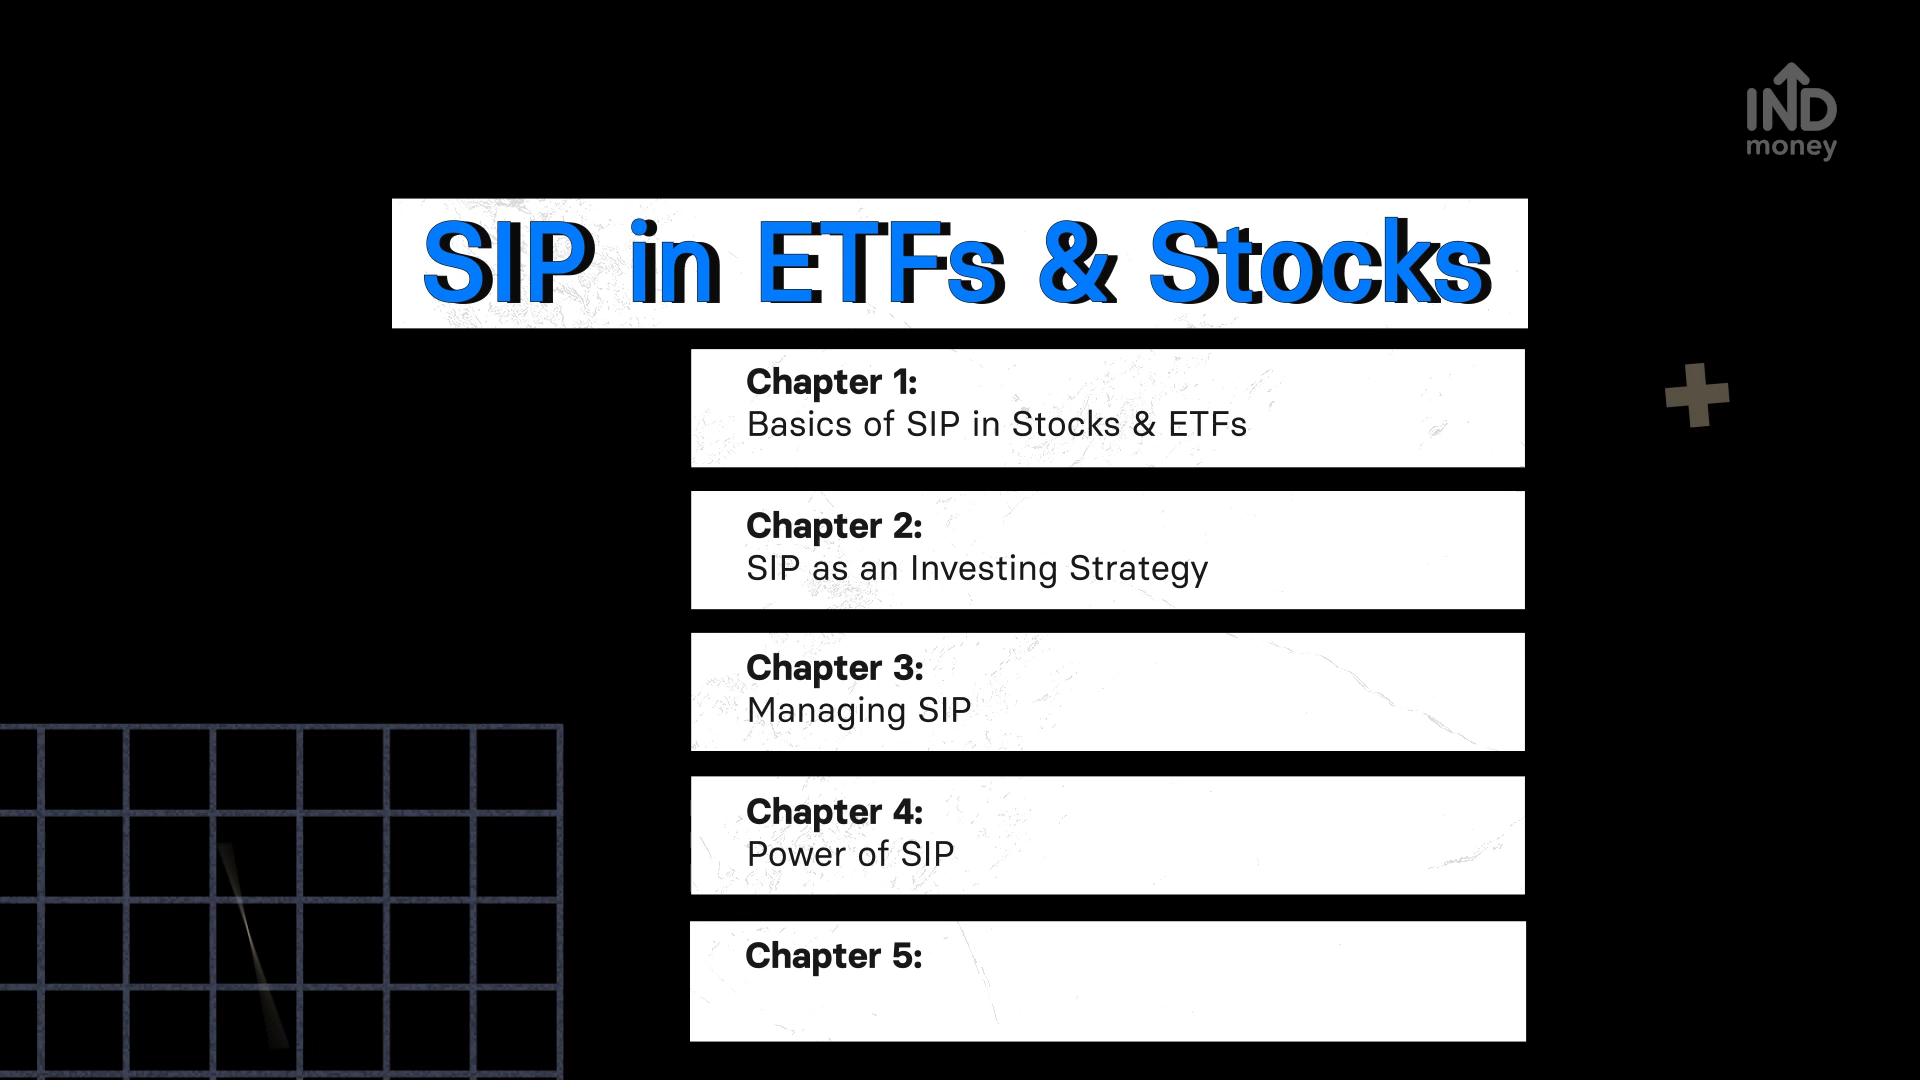 IND
money
SIP in ETFs & Stocks
Chapter 1:
Basics of SIP in Stocks & ETFs
Chapter 2:
SIP as an Investing Strategy
Chapter 3:
Managing SIP
Chapter 4:
Power of SIP
Chapter 5: